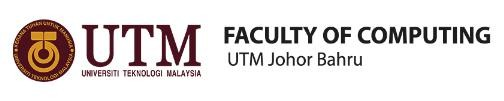 UTM
UNIVERSITI TEKNOLOGI MALAYSIA
FACULTY OF COMPUTING
UTM Johor Bahru